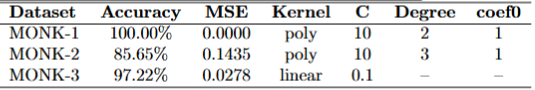 Dataset Accuracy MSE Kernel C Degree coef0
MONK-1 100.00% 0.0000 poly 10 2 1
MONK-2 85.65% 0.1435 poly 10 3 1
MONK-3 97.22% 0.0278 linear 0.1 – –